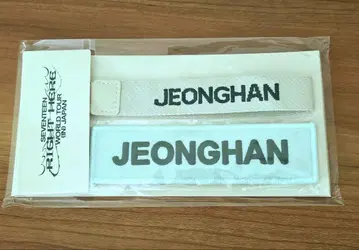 SEVENTEEN
RIGHT HERE
WORLD TOUR
IN JAPAN
JEONGHAN
JEONGHAN